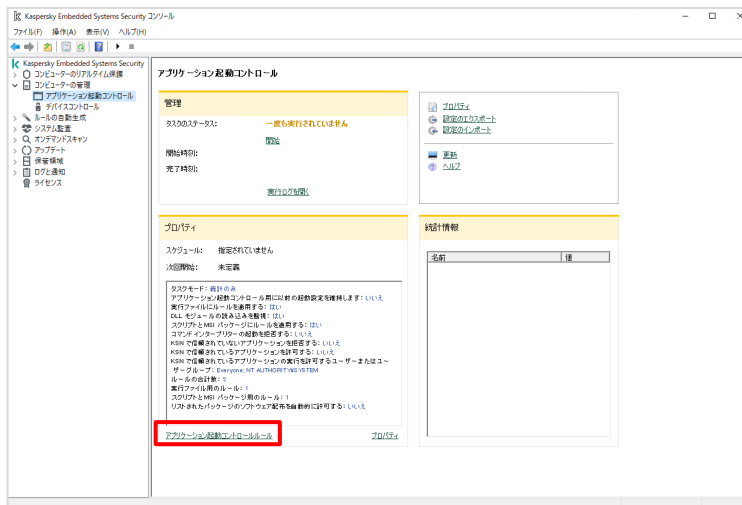 Kaspersky Embedded Systems Security コンソール
ファイル(F) 操作(A) 表示(V) ヘルプ(H)
Kaspersky Embedded Systems Security
コンピューターのリアルタイム保護
コンピューターの管理
アプリケーション起動コントロール
デバイスコントロール
ルールの自動生成
システム監査
オンデマンドスキャン
アップデート
保管領域
ログと通知
ライセンス
アプリケーション起動コントロール
管理
タスクのステータス: 一度も実行されていません
開始
開始時刻:
完了時刻:
実行ログを開く
プロパティ
設定のエクスポート
設定のインポート
更新
ヘルプ
プロパティ
スケジュール: 指定されていません
次回開始: 未定義
タスクモード: 統計のみ
アプリケーション起動コントロール用に以前の起動設定を維持します: いいえ
実行ファイルにルールを適用する: はい
DLL モジュールの読み込みを監視: はい
スクリプトと MSI パッケージにルールを適用する: はい
コマンドインタープリターの起動を拒否する: いいえ
KSN で信頼されていないアプリケーションを拒否する: いいえ
KSN で信頼されているアプリケーションを許可する: いいえ
KSN で信頼されているアプリケーションの実行を許可するユーザーまたはユー
ザーグループ: Everyone; NT AUTHORITY\SYSTEM
ルールの合計数: 2
実行ファイル用のルール: 1
スクリプトと MSI パッケージ用のルール: 1
リストされたパッケージのソフトウェア配布を自動的に許可する: いいえ
アプリケーション起動コントロールルール プロパティ
統計情報
名前 値